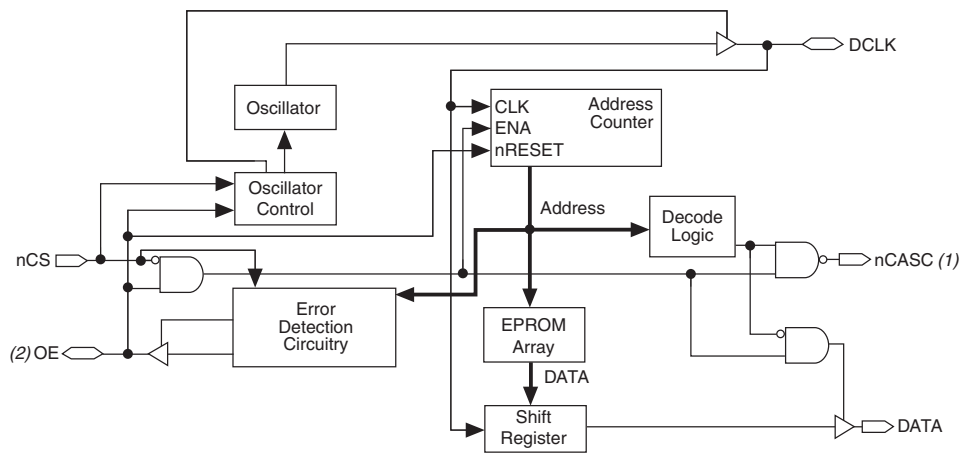 DCLK
Oscillator
CLK
Address
Counter
ENA
nRESET
Oscillator
Control
Address
Decode
Logic
nCS
nCASC (1)
Error
Detection
Circuitry
EPROM
Array
(2) OE
DATA
Shift
Register
DATA